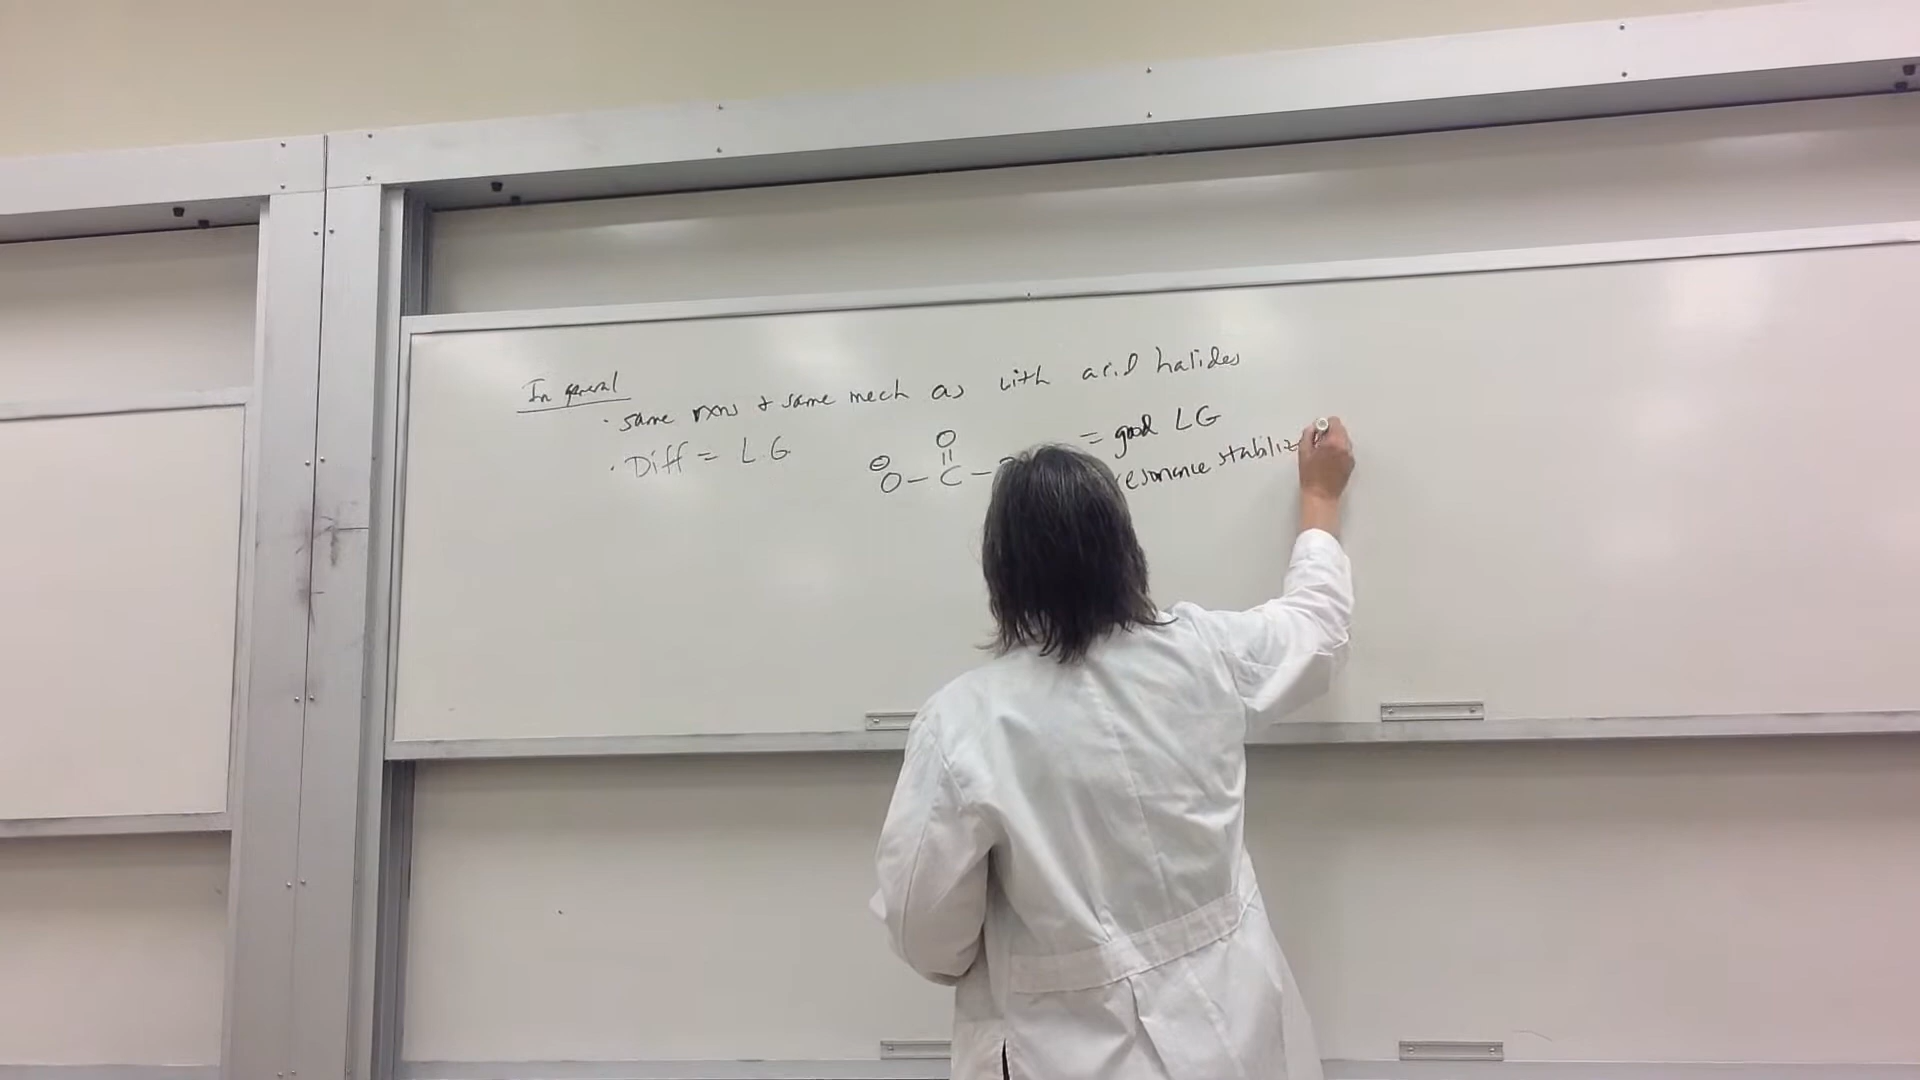 In general
· same rxns + same mech as with acid halides
· Diff = LG
O
⊖ ||
O - C -
= good LG
resonance stabiliz